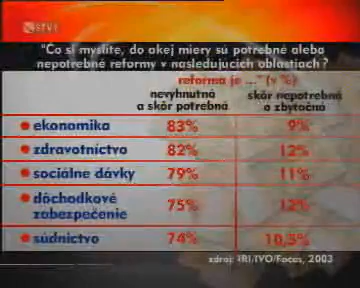 STV1
"Čo si myslíte, do akej miery sú potrebné alebo
nepotrebné reformy v nasledujúcich oblastiach?
reforma je ..." (v %)
nevyhnutná
a skôr potrebná
skôr nepotrebná
a zbytočná
ekonomika 83% 9%
zdravotníctvo 82% 12%
sociálne dávky 79% 11%
dôchodkové
zabezpečenie 75% 12%
súdnictvo 74% 10,5%
zdroj: IRI/IVO/Focus, 2003